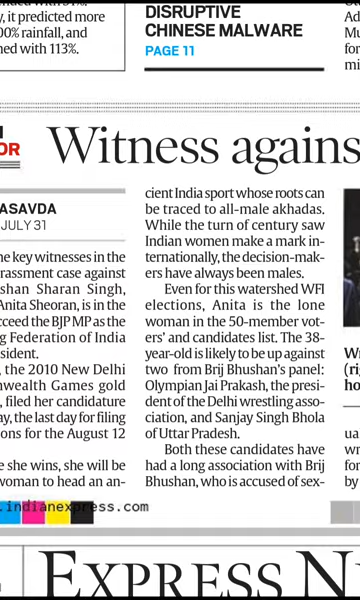 y, it predicted more
00% rainfall, and
ned with 113%.
DISRUPTIVE
CHINESE MALWARE
PAGE 11
OR
Witness agains
ASAVDA
JULY 31
ne key witnesses in the
rassment case against
ushan Sharan Singh,
Anita Sheoran, is in the
cceed the BJP MP as the
g Federation of India
sident.
, the 2010 New Delhi
nwealth Games gold
, filed her candidature
ay, the last day for filing
ons for the August 12
e she wins, she will be
woman to head an an-
cient India sport whose roots can
be traced to all-male akhadas.
While the turn of century saw
Indian women make a mark in-
ternationally, the decision-mak-
ers have always been males.
Even for this watershed WFI
elections, Anita is the lone
woman in the 50-member vot-
ers' and candidates list. The 38-
year-old is likely to be up against
two from Brij Bhushan's panel:
Olympian Jai Prakash, the presi-
dent of the Delhi wrestling asso-
ciation, and Sanjay Singh Bhola
of Uttar Pradesh.
Both these candidates have
had a long association with Brij
Bhushan, who is accused of sex-
.indianexpress.com
EXPRESS N